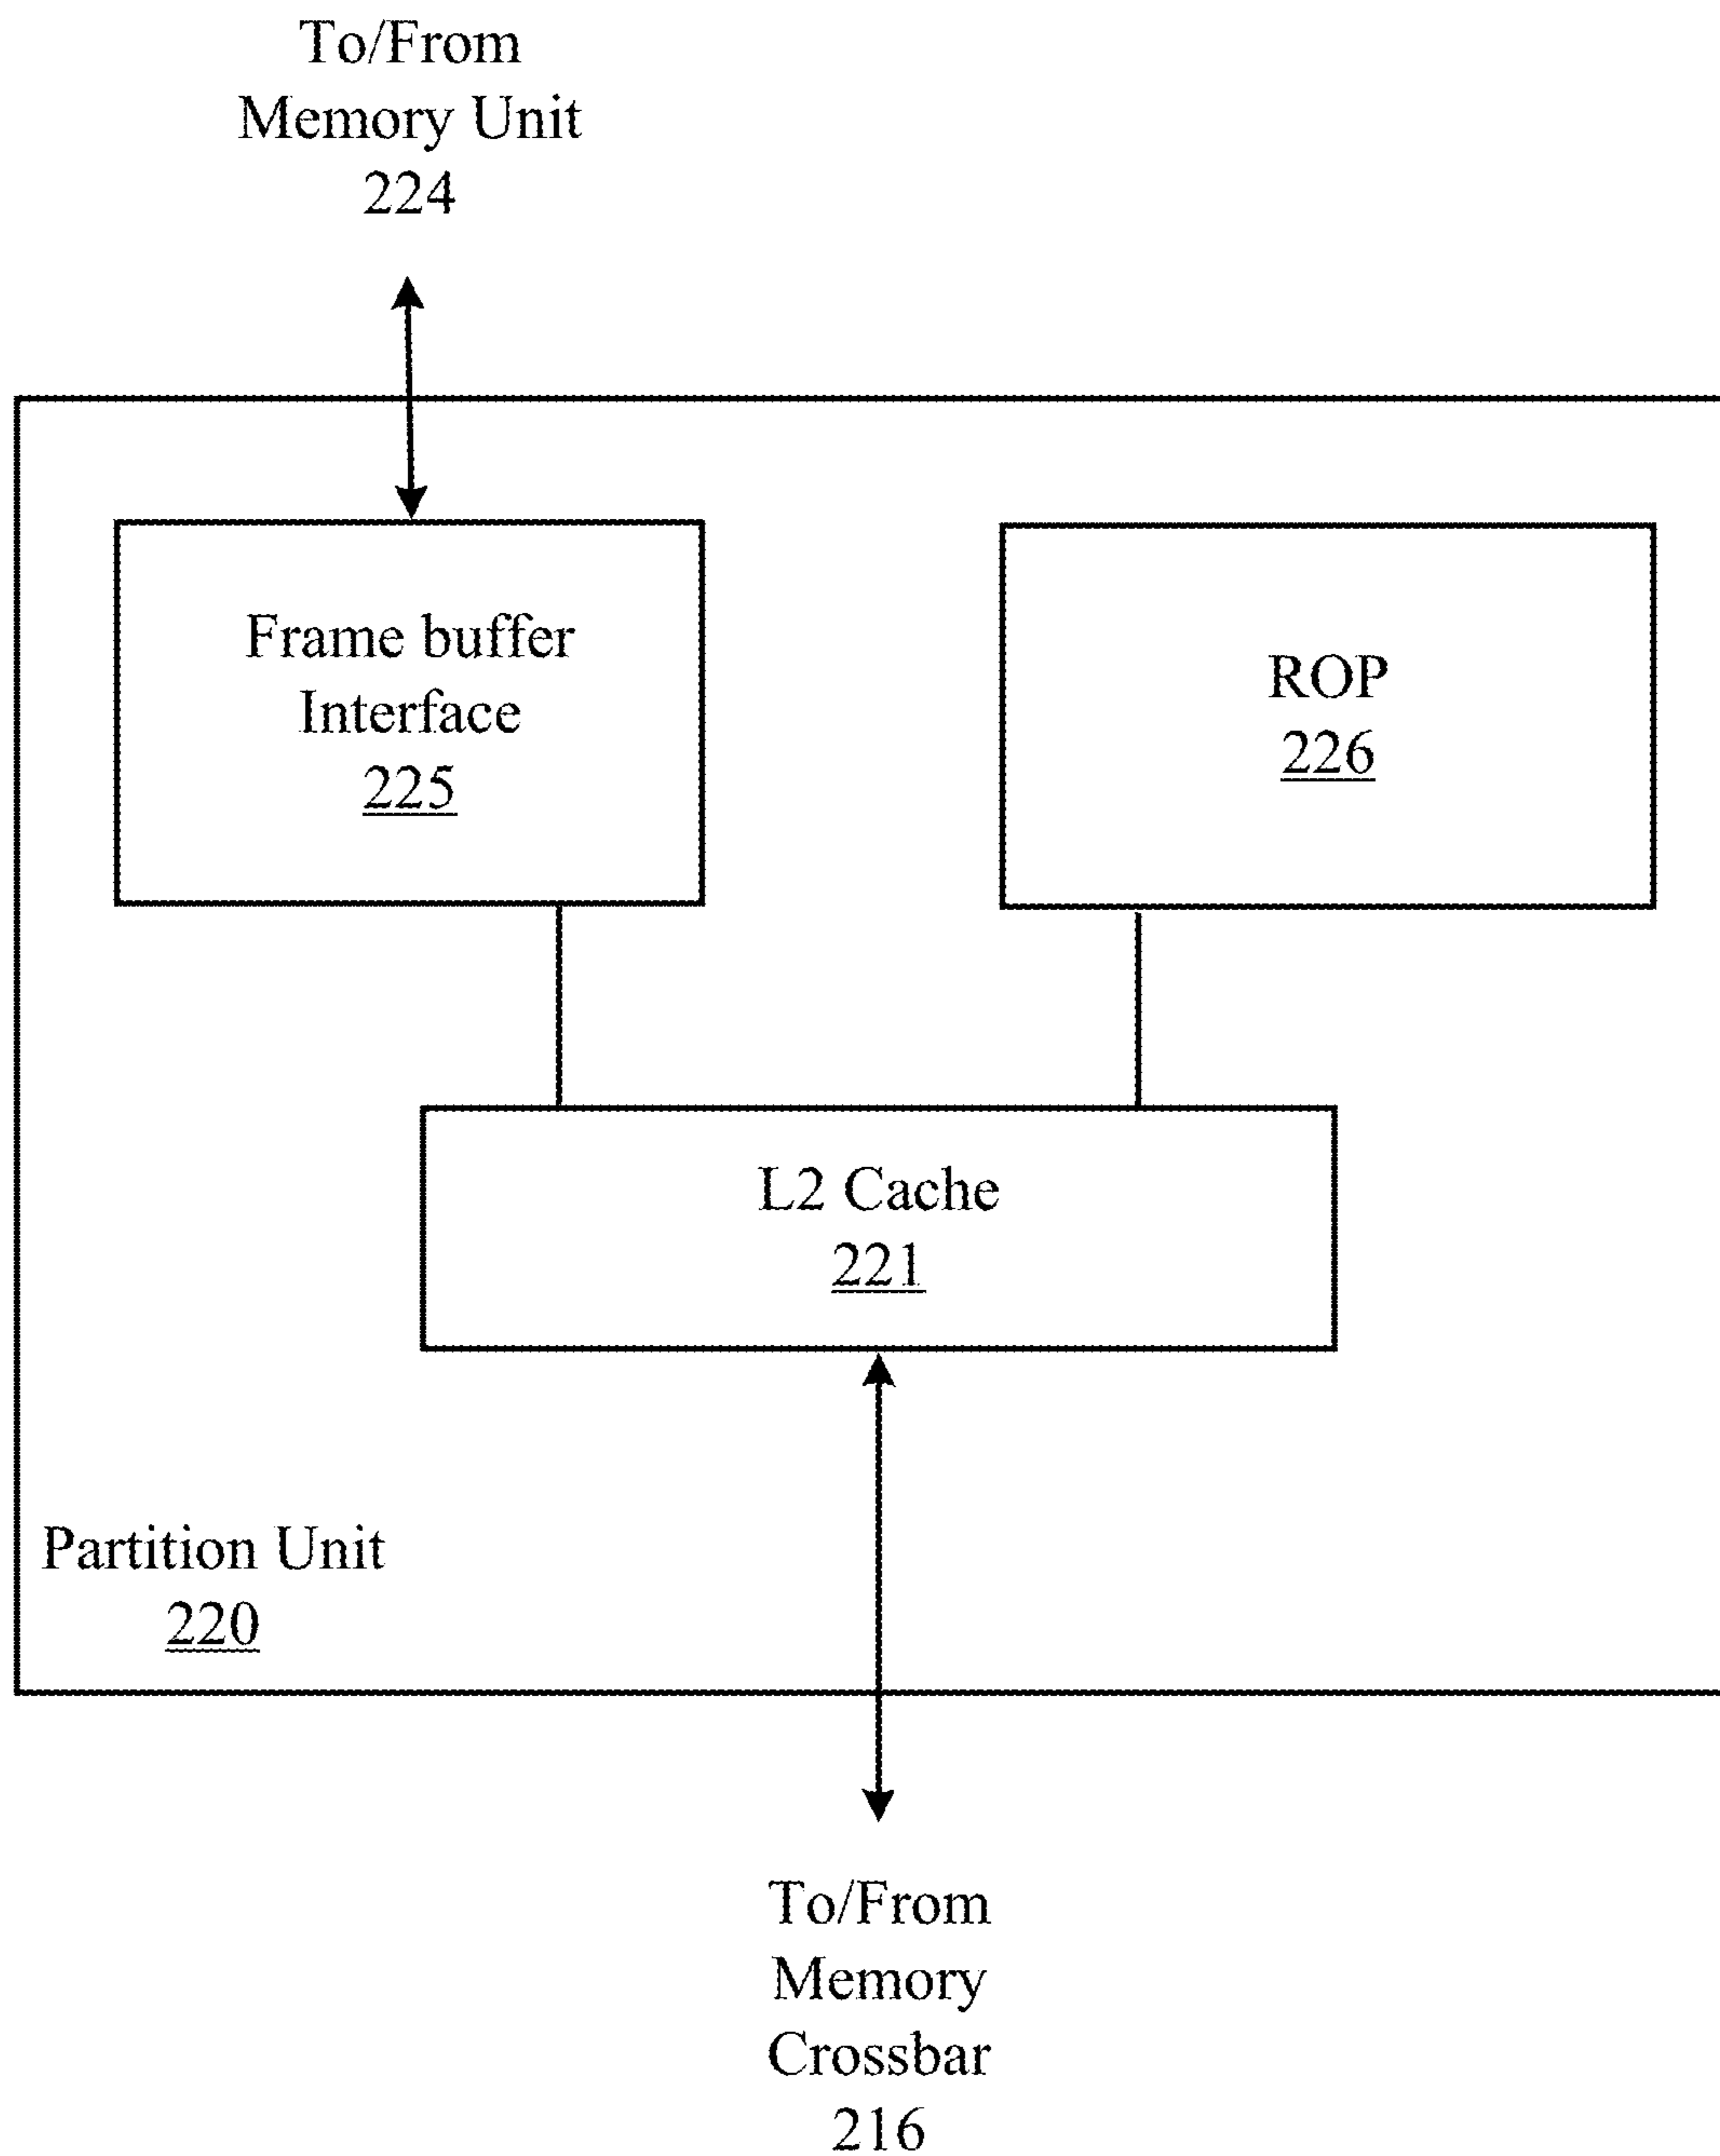 To/From
Memory Unit
224
Frame buffer
Interface
225
ROP
226
L2 Cache
221
Partition Unit
220
To/From
Memory
Crossbar
216